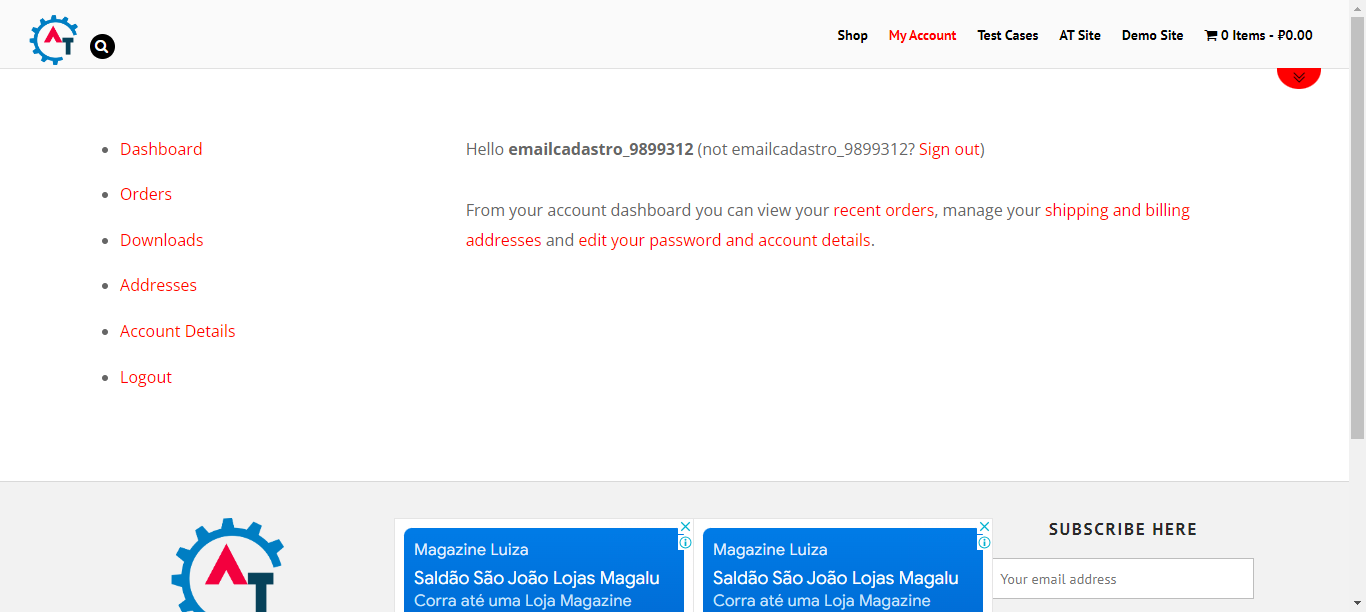 AT
Shop My Account Test Cases AT Site Demo Site 0 Items - ₽0.00
Dashboard
Orders
Downloads
Addresses
Account Details
Logout
Hello emailcadastro_9899312 (not emailcadastro_9899312? Sign out)
From your account dashboard you can view your recent orders, manage your shipping and billing
addresses and edit your password and account details.
AT
Magazine Luiza
Saldão São João Lojas Magalu
Corra até uma Loja Magazine
Magazine Luiza
Saldão São João Lojas Magalu
Corra até uma Loja Magazine
SUBSCRIBE HERE
Your email address